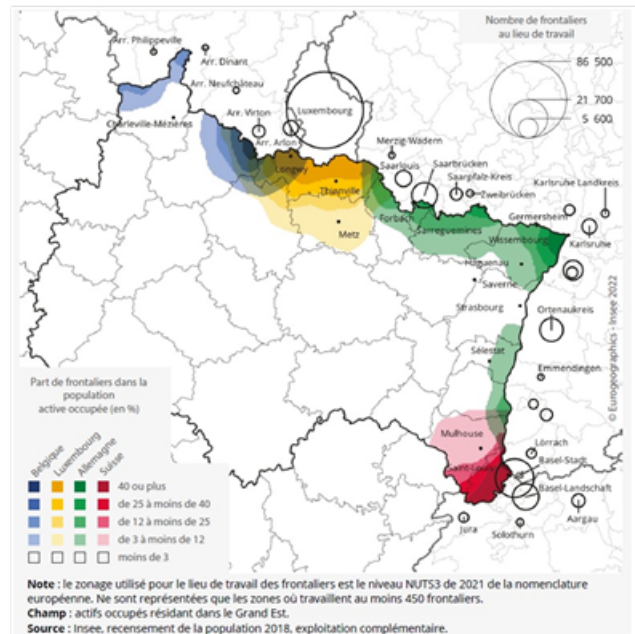 Nombre de frontaliers
au lieu de travail
86 500
21 700
5 600
Arr. Philippeville
Arr. Dinant
Arr. Neufchâteau
Charleville-Mézières
Arr. Virton
Luxembourg
Arr. Arlon
Longwy
Thionville
Metz
Merzig-Wadern
Saarlouis
Saarbrücken
Saarpfalz-Kreis
Zweibrücken
Karlsruhe Landkreis
Forbach
Sarreguemines
Germersheim
Wissembourg
Karlsruhe
Haguenau
Saverne
Strasbourg
Ortenaukreis
Sélestat
Emmendingen
Mulhouse
Lörrach
Saint-Louis
Basel-Stadt
Basel-Landschaft
Jura
Solothurn
Aargau
© Eurogeographics - Insee 2022
Part de frontaliers dans la
population
active occupée (en %)
Belgique
Luxembourg
Allemagne
Suisse
40 ou plus
de 25 à moins de 40
de 12 à moins de 25
de 3 à moins de 12
moins de 3
Note : le zonage utilisé pour le lieu de travail des frontaliers est le niveau NUTS3 de 2021 de la nomenclature
européenne. Ne sont représentées que les zones où travaillent au moins 450 frontaliers.
Champ : actifs occupés résidant dans le Grand Est.
Source : Insee, recensement de la population 2018, exploitation complémentaire.